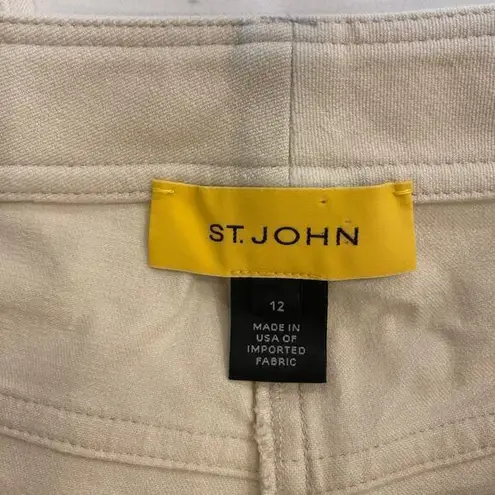 ST. JOHN
12
MADE IN
USA OF
IMPORTED
FABRIC